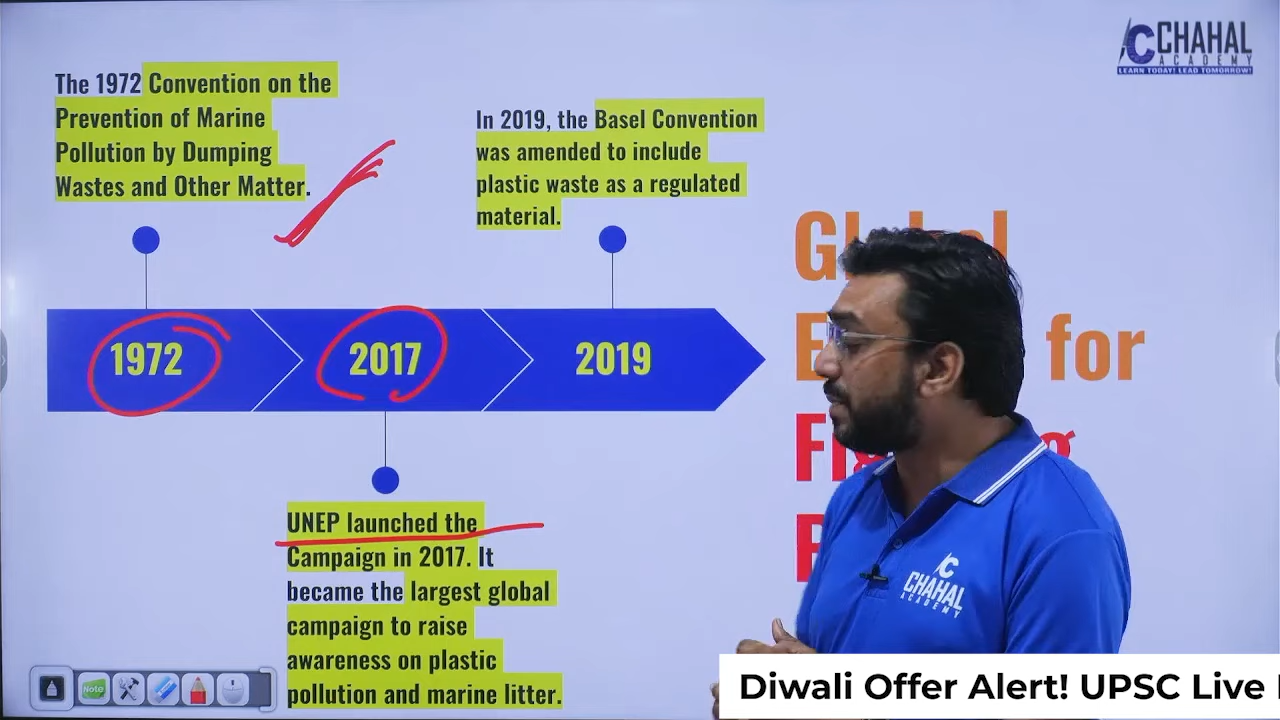 CHAHAL
ACADEMY
LEARN TODAY! LEAD TOMORROW!
The 1972 Convention on the
Prevention of Marine
Pollution by Dumping
Wastes and Other Matter.
In 2019, the Basel Convention
was amended to include
plastic waste as a regulated
material.
1972
2017
2019
for
UNEP launched the
Campaign in 2017. It
became the largest global
campaign to raise
awareness on plastic
pollution and marine litter.
Note
CHAHAL
ACADEMY
Diwali Offer Alert! UPSC Live